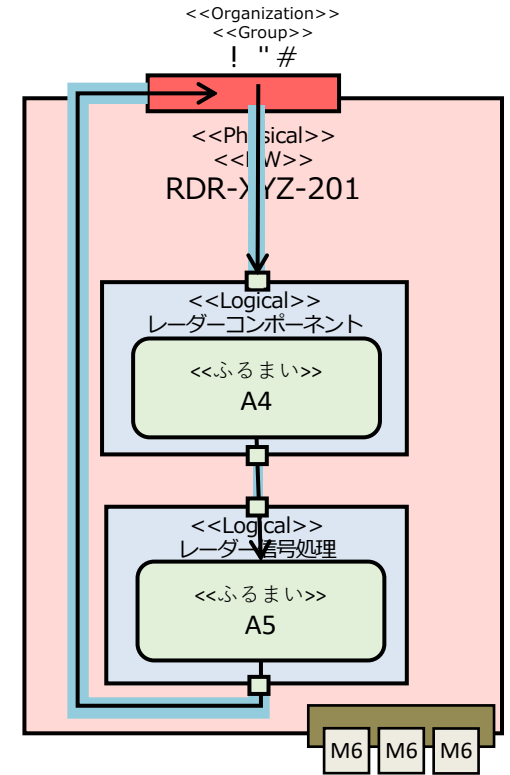 <<Organization>>
<<Group>>
! "#
<<Physical>>
<<HW>>
RDR-XYZ-201
<<Logical>>
レーダーコンポーネント
<<ふるまい>>
A4
<<Logical>>
レーダー信号処理
<<ふるまい>>
A5
M6 M6 M6